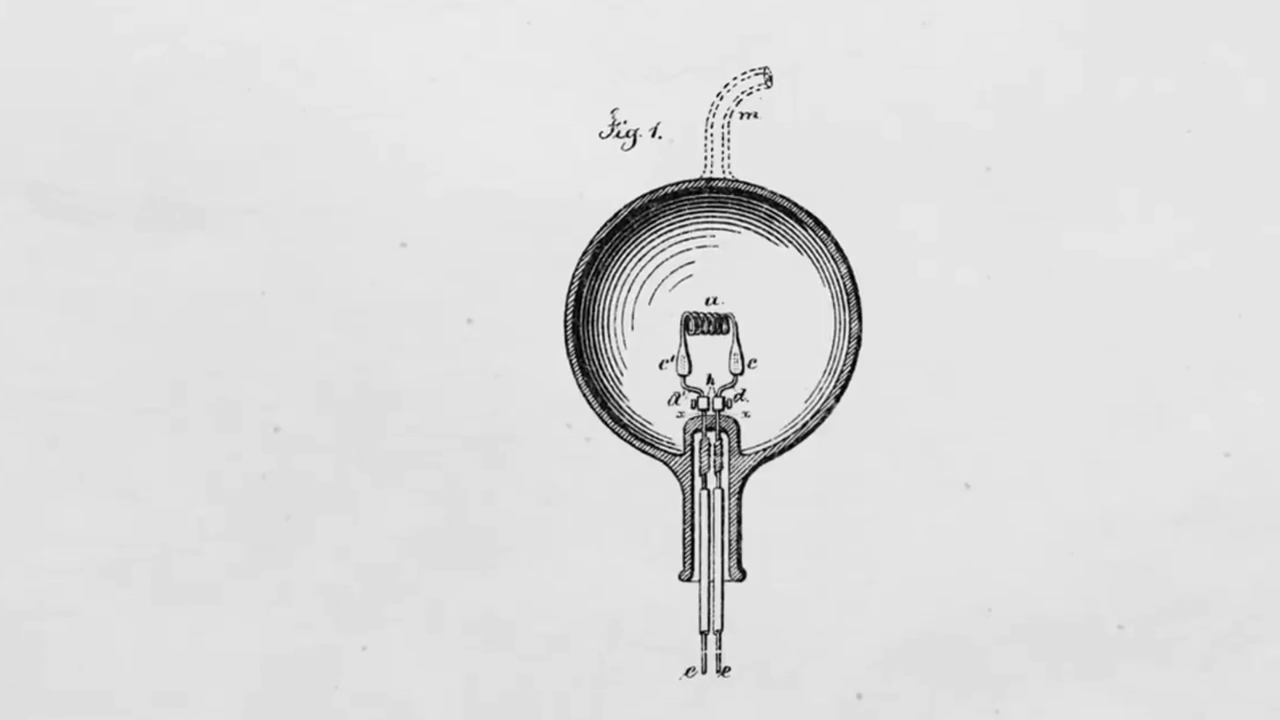 m
Fig. 1.
a.
c' c
h
d' d.
x x
e e